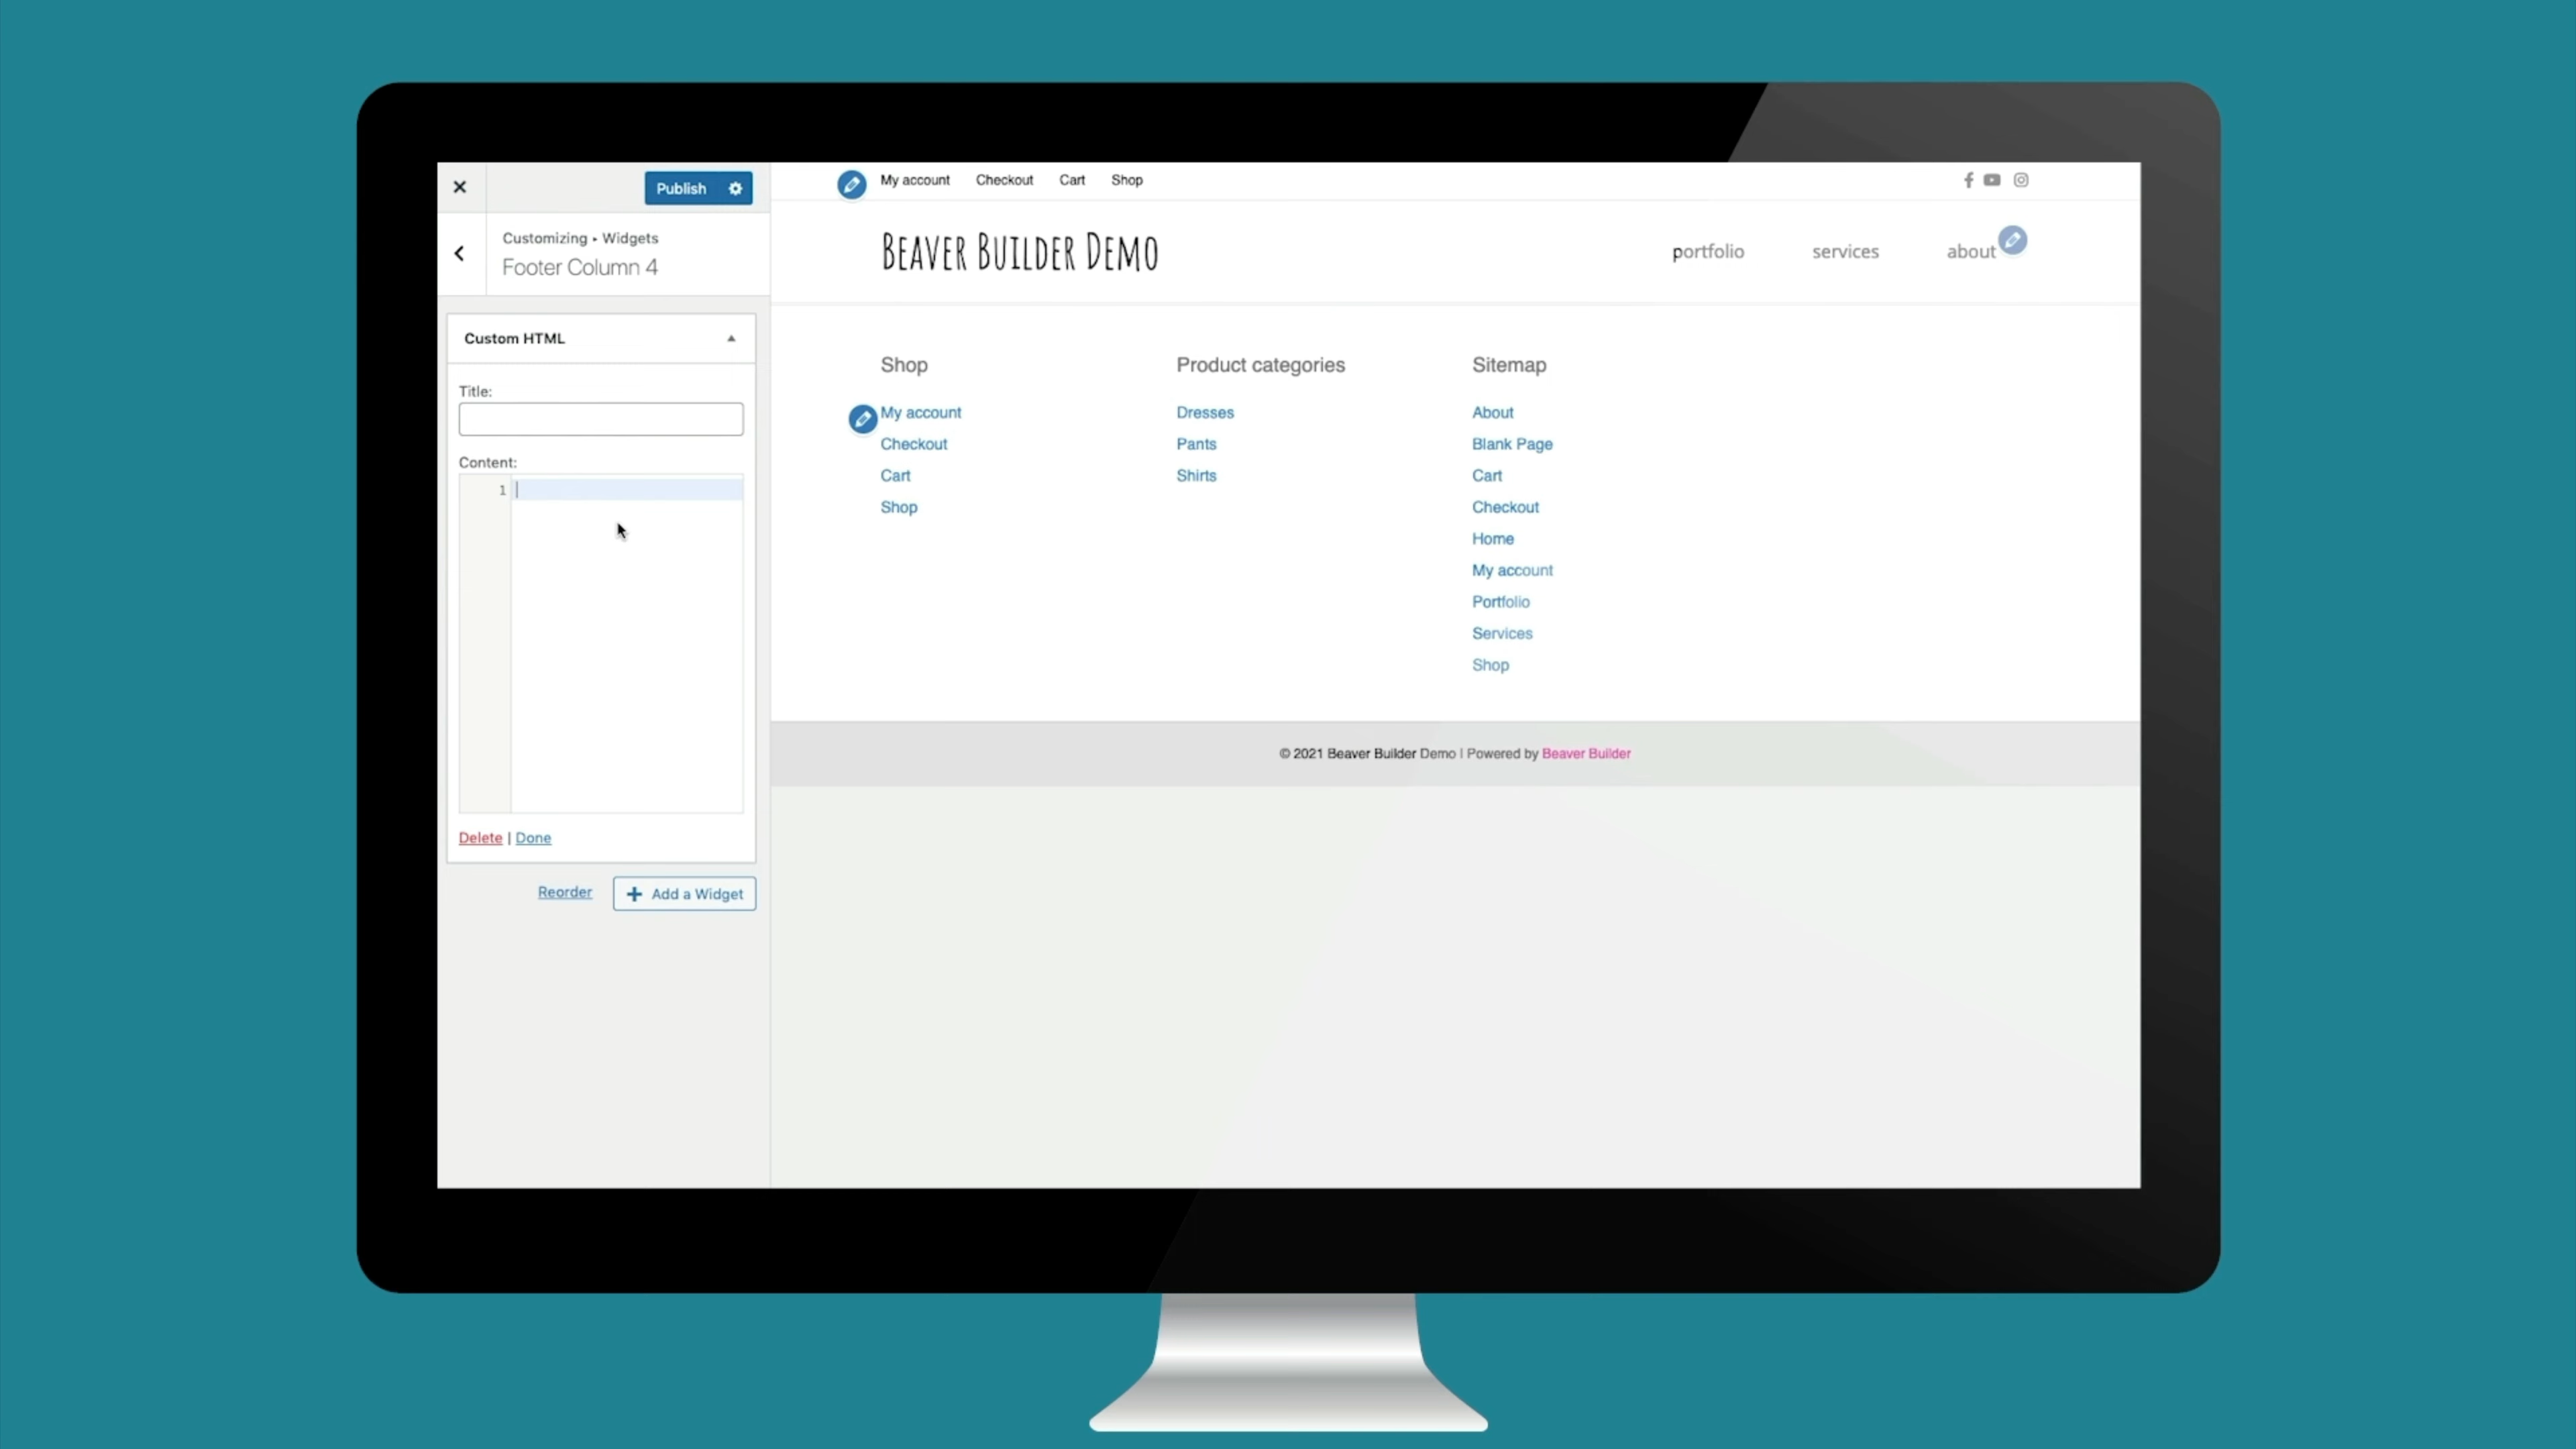 Publish
Customizing ▸ Widgets
Footer Column 4
Custom HTML
Title:
Content:
1
Delete | Done
Reorder
Add a Widget
My account Checkout Cart Shop
BEAVER BUILDER DEMO
portfolio services about
Shop
My account
Checkout
Cart
Shop
Product categories
Dresses
Pants
Shirts
Sitemap
About
Blank Page
Cart
Checkout
Home
My account
Portfolio
Services
Shop
© 2021 Beaver Builder Demo | Powered by Beaver Builder